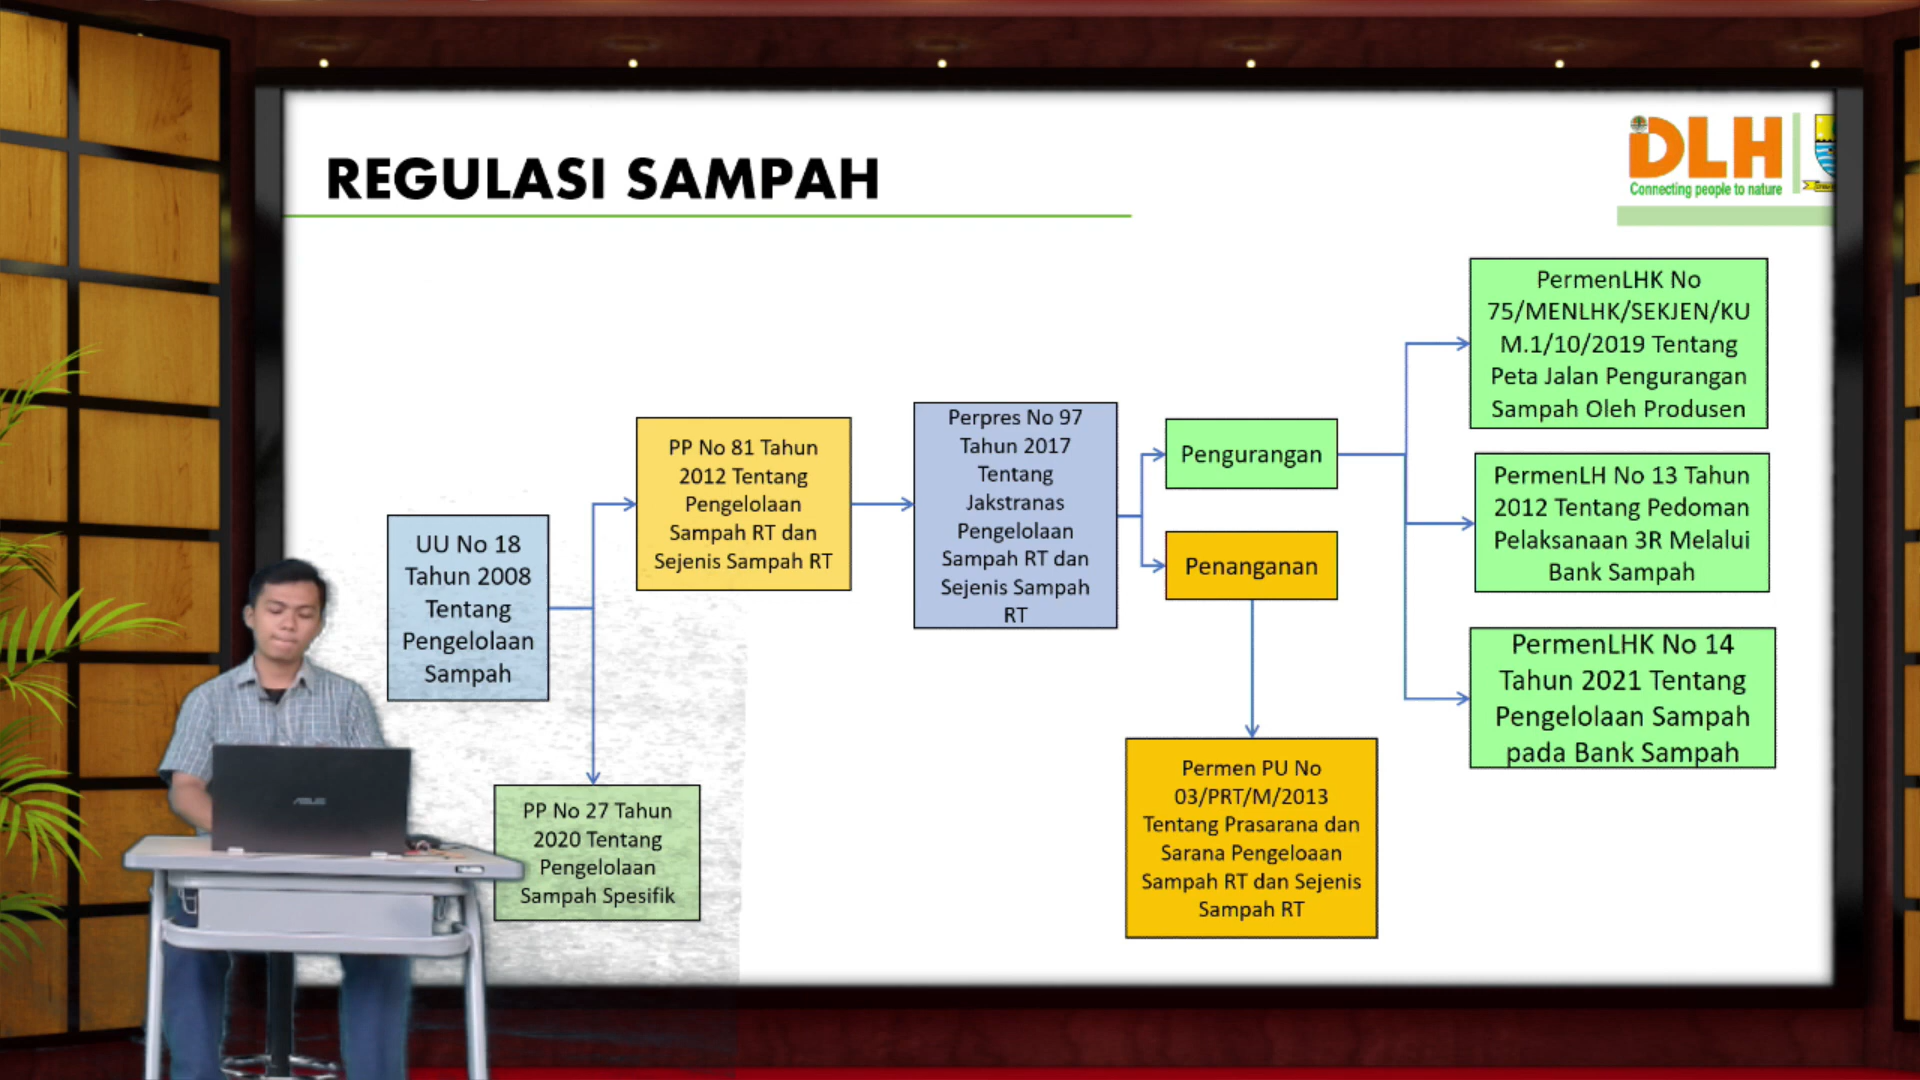 REGULASI SAMPAH
DLH
Connecting people to nature
UU No 18
Tahun 2008
Tentang
Pengelolaan
Sampah
PP No 81 Tahun
2012 Tentang
Pengelolaan
Sampah RT dan
Sejenis Sampah RT
PP No 27 Tahun
2020 Tentang
Pengelolaan
Sampah Spesifik
Perpres No 97
Tahun 2017
Tentang
Jakstranas
Pengelolaan
Sampah RT dan
Sejenis Sampah
RT
Pengurangan
Penanganan
Permen PU No
03/PRT/M/2013
Tentang Prasarana dan
Sarana Pengeloaan
Sampah RT dan Sejenis
Sampah RT
PermenLHK No
75/MENLHK/SEKJEN/KU
M.1/10/2019 Tentang
Peta Jalan Pengurangan
Sampah Oleh Produsen
PermenLH No 13 Tahun
2012 Tentang Pedoman
Pelaksanaan 3R Melalui
Bank Sampah
PermenLHK No 14
Tahun 2021 Tentang
Pengelolaan Sampah
pada Bank Sampah
ASUS